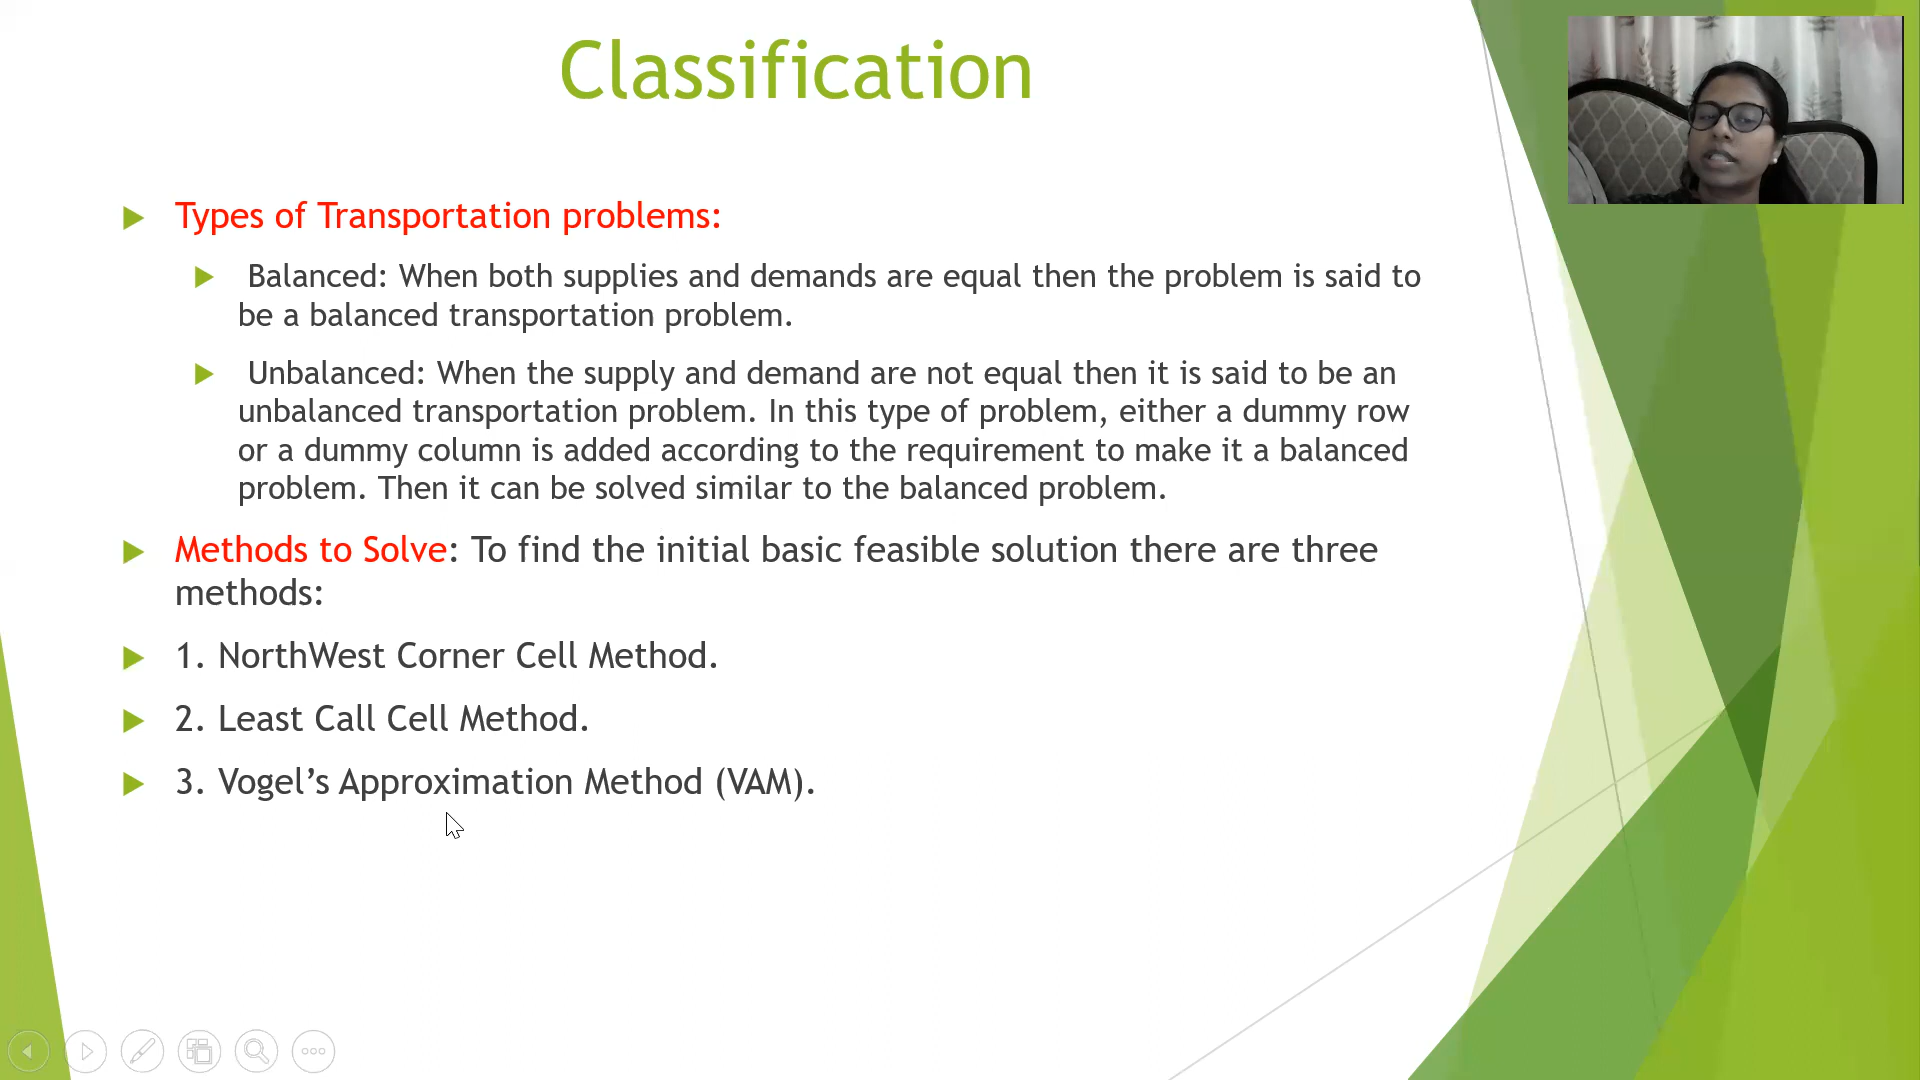 Classification
Types of Transportation problems:
Balanced: When both supplies and demands are equal then the problem is said to
be a balanced transportation problem.
Unbalanced: When the supply and demand are not equal then it is said to be an
unbalanced transportation problem. In this type of problem, either a dummy row
or a dummy column is added according to the requirement to make it a balanced
problem. Then it can be solved similar to the balanced problem.
Methods to Solve: To find the initial basic feasible solution there are three
methods:
1. NorthWest Corner Cell Method.
2. Least Call Cell Method.
3. Vogel’s Approximation Method (VAM).